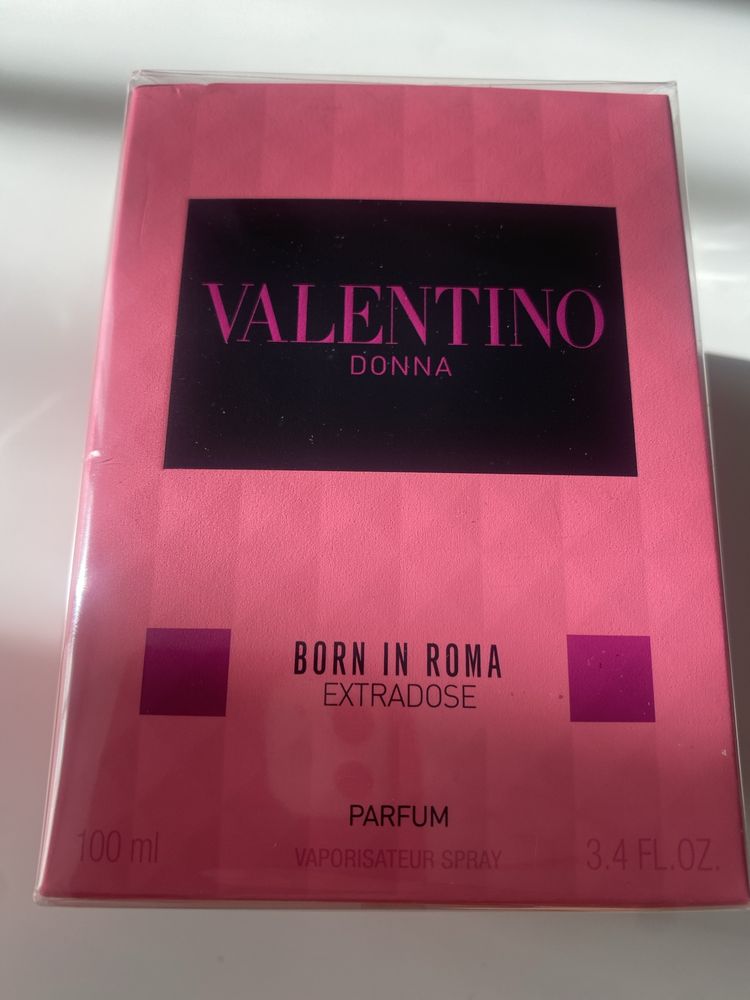 VALENTINO
DONNA
BORN IN ROMA
EXTRADOSE
PARFUM
100 ml
VAPORISATEUR SPRAY
3.4 FL.OZ.